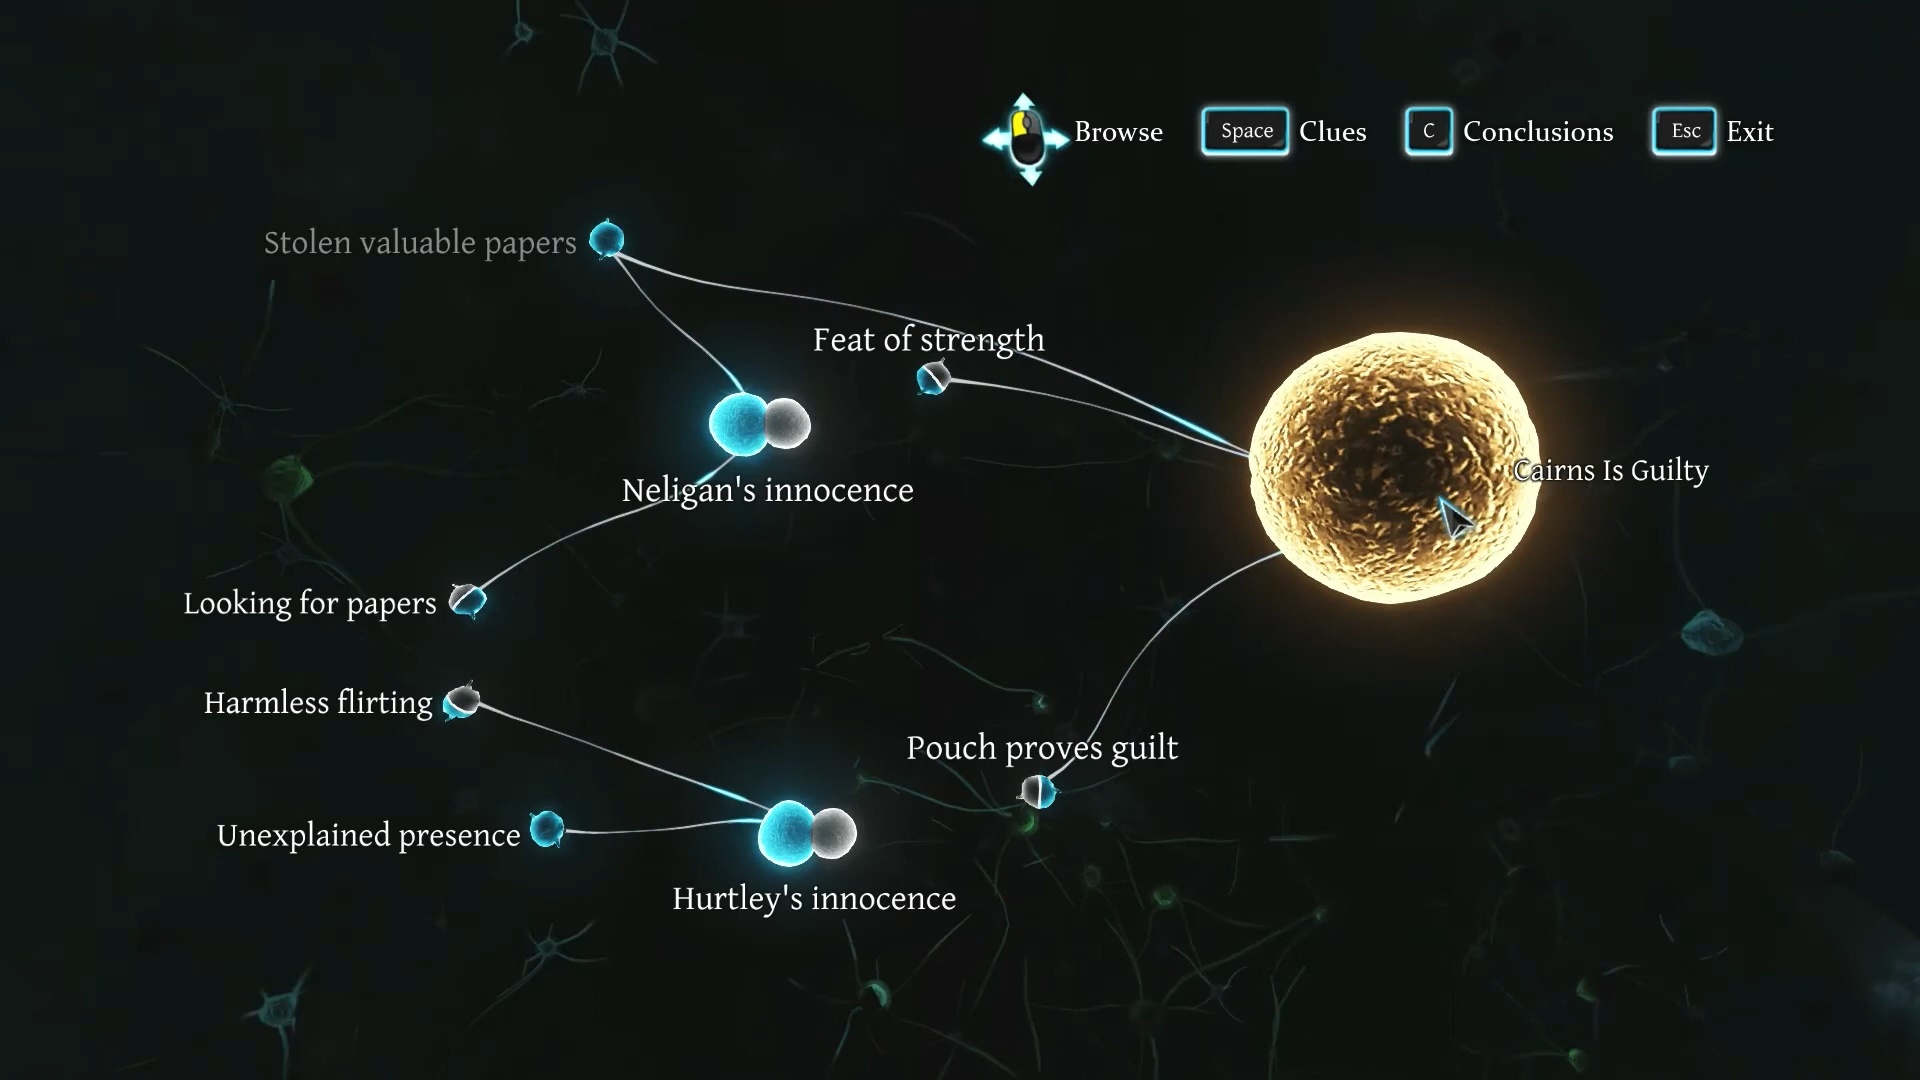 Browse
Space Clues
C Conclusions
Esc Exit
Stolen valuable papers
Feat of strength
Cairns Is Guilty
Neligan's innocence
Looking for papers
Harmless flirting
Pouch proves guilt
Unexplained presence
Hurtley's innocence